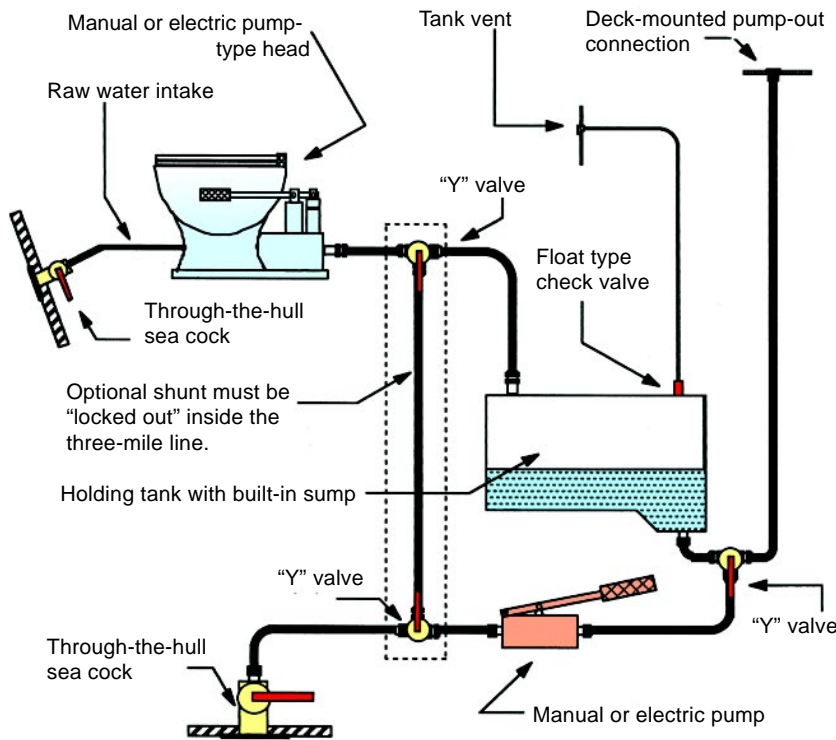 Manual or electric pump-
type head
Tank vent
Deck-mounted pump-out
connection
Raw water intake
“Y” valve
Float type
check valve
Through-the-hull
sea cock
Optional shunt must be
“locked out” inside the
three-mile line.
Holding tank with built-in sump
“Y” valve
“Y” valve
Through-the-hull
sea cock
Manual or electric pump